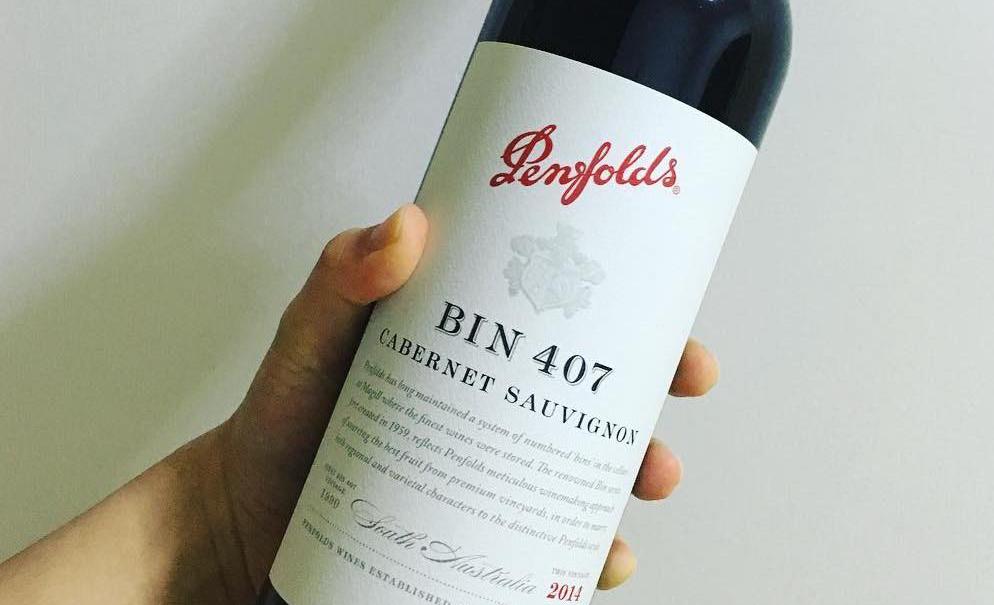 Penfolds
BIN 407
CABERNET SAUVIGNON
Penfolds has long maintained a system of numbered 'bins' in the cellars
at Magill where the finest wines were stored. The renowned Bin series
first created in 1959, reflects Penfolds meticulous winemaking approach
of sourcing the best fruit from premium vineyards, in order to marry
both regional and varietal characters to the distinctive Penfolds style
VINTAGE
1990
South Australia
THIS VINTAGE
2014
PENFOLDS WINES ESTABLISHED